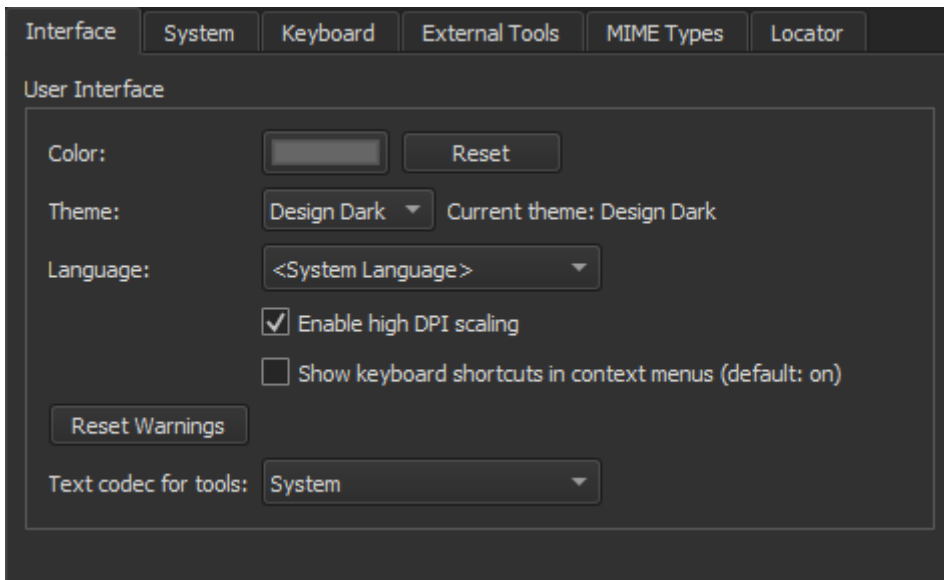 Interface System Keyboard External Tools MIME Types Locator
User Interface
Color: Reset
Theme: Design Dark Current theme: Design Dark
Language: <System Language>
Enable high DPI scaling
Show keyboard shortcuts in context menus (default: on)
Reset Warnings
Text codec for tools: System